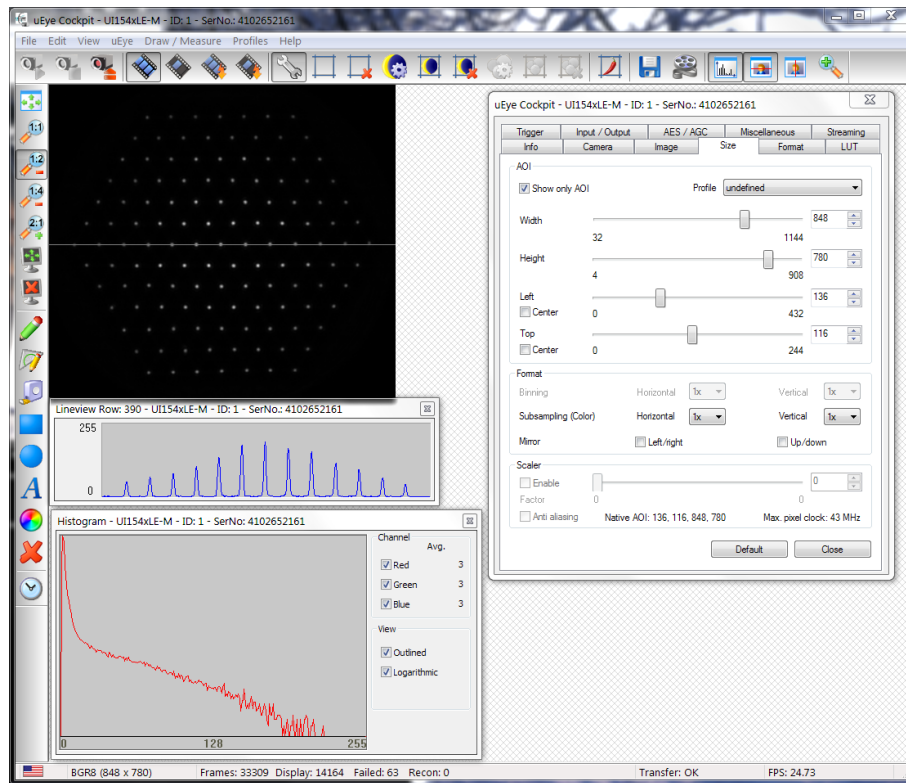 uEye Cockpit - UI154xLE-M - ID: 1 - SerNo.: 4102652161
File Edit View uEye Draw / Measure Profiles Help
1:1
1:2
1:4
2:1
A
uEye Cockpit - UI154xLE-M - ID: 1 - SerNo.: 4102652161
Trigger Input / Output AES / AGC Miscellaneous Streaming
Info Camera Image Size Format LUT
AOI
Show only AOI Profile undefined
Width 848
32 1144
Height 780
4 908
Left 136
Center 0 432
Top 116
Center 0 244
Format
Binning Horizontal 1x Vertical 1x
Subsampling (Color) Horizontal 1x Vertical 1x
Mirror Left/right Up/down
Scaler
Enable 0
Factor 0 0
Anti aliasing Native AOI: 136, 116, 848, 780 Max. pixel clock: 43 MHz
Default Close
Lineview Row: 390 - UI154xLE-M - ID: 1 - SerNo.: 4102652161
255
0
Histogram - UI154xLE-M - ID: 1 - SerNo: 4102652161
Channel
Avg.
Red 3
Green 3
Blue 3
View
Outlined
Logarithmic
0 128 255
BGR8 (848 x 780) Frames: 33309 Display: 14164 Failed: 63 Recon: 0 Transfer: OK FPS: 24.73